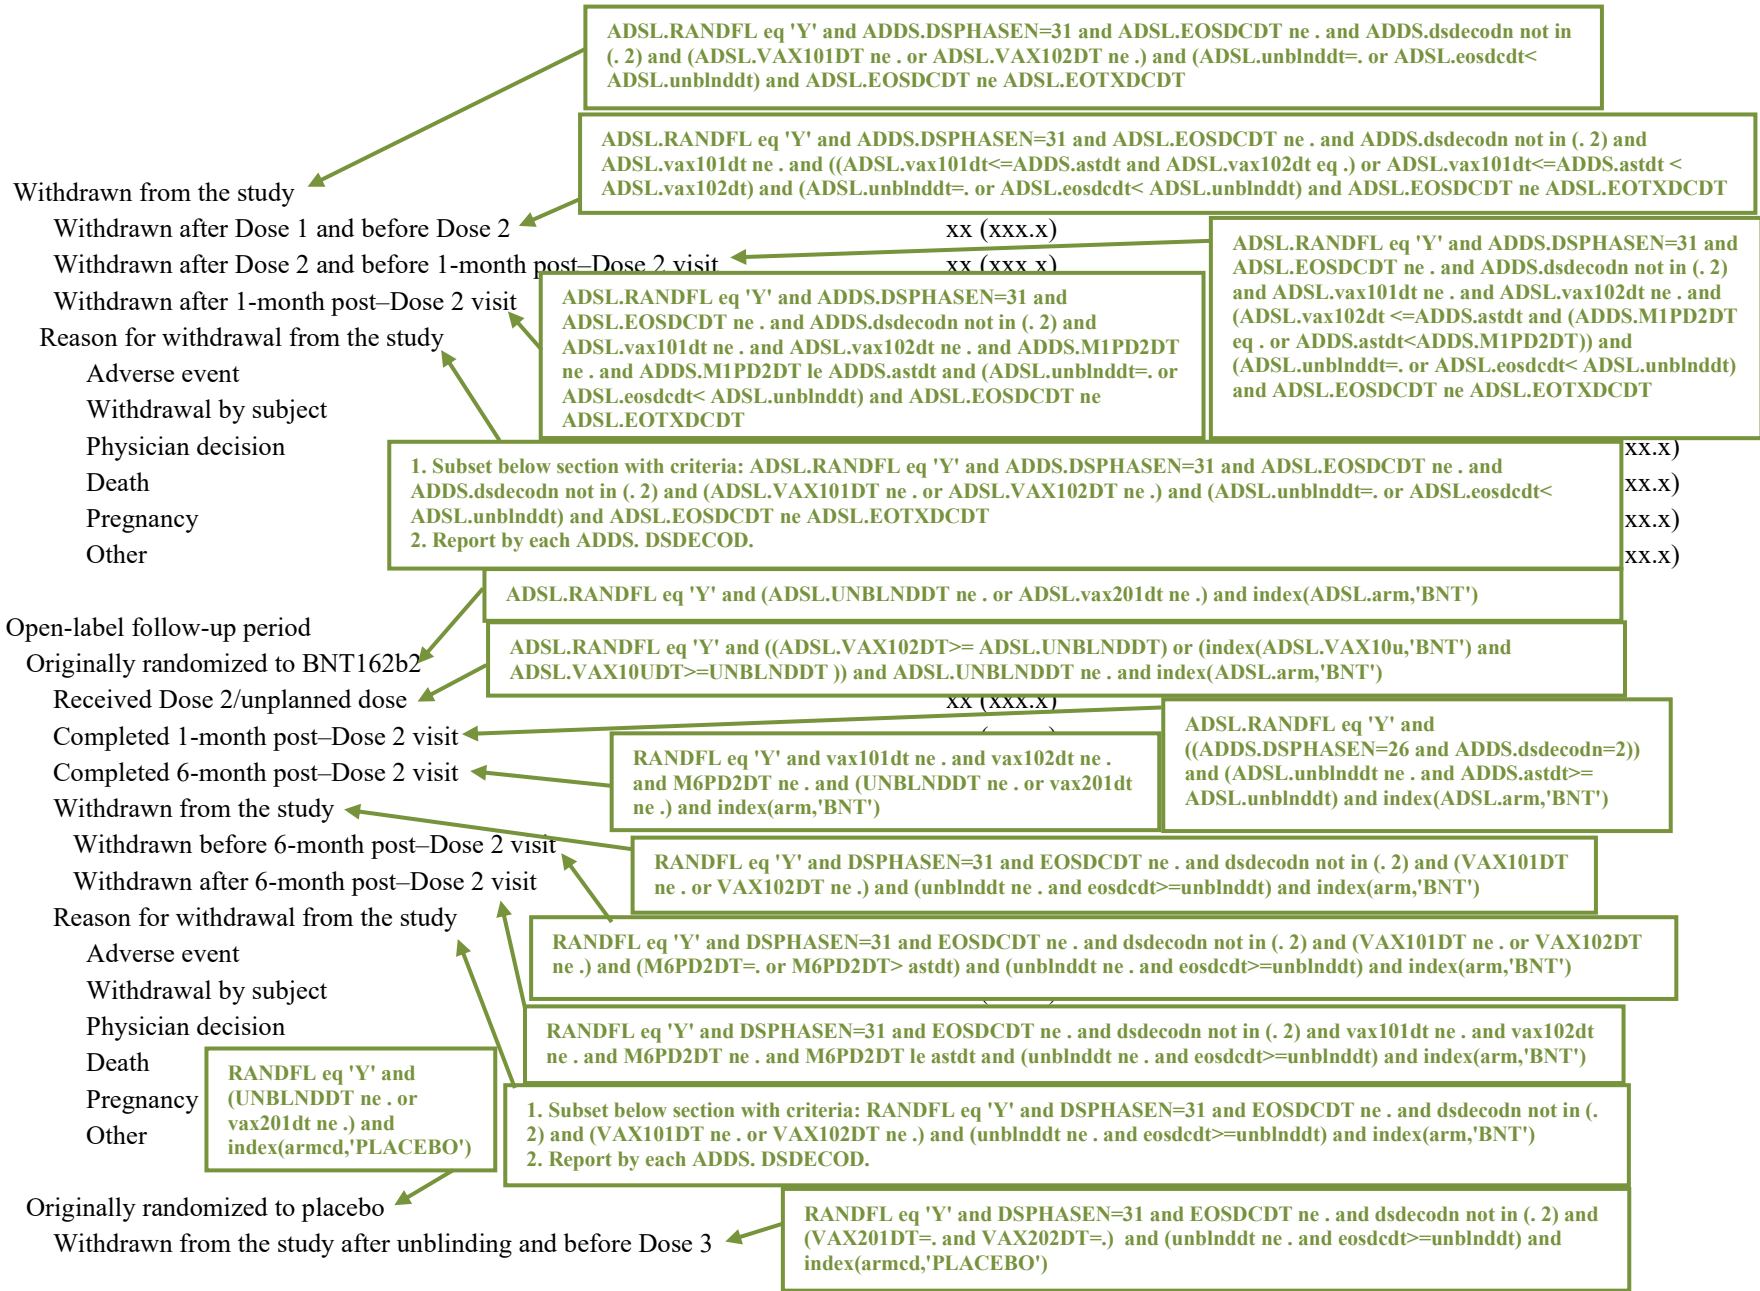 ADSL.RANDFL eq 'Y' and ADDS.DSPHASEN=31 and ADSL.EOSDCDT ne . and ADDS.dsdecodn not in
(. 2) and (ADSL.VAX101DT ne . or ADSL.VAX102DT ne .) and (ADSL.unblnddt=. or ADSL.eosdcdt<
ADSL.unblnddt) and ADSL.EOSDCDT ne ADSL.EOTXDCDT
ADSL.RANDFL eq 'Y' and ADDS.DSPHASEN=31 and ADSL.EOSDCDT ne . and ADDS.dsdecodn not in (. 2) and
ADSL.vax101dt ne . and ((ADSL.vax101dt<=ADDS.astdt and ADSL.vax102dt eq .) or ADSL.vax101dt<=ADDS.astdt <
ADSL.vax102dt) and (ADSL.unblnddt=. or ADSL.eosdcdt< ADSL.unblnddt) and ADSL.EOSDCDT ne ADSL.EOTXDCDT
Withdrawn from the study
Withdrawn after Dose 1 and before Dose 2
xx (xxx.x)
Withdrawn after Dose 2 and before 1-month post–Dose 2 visit
xx (xxx.x)
Withdrawn after 1-month post–Dose 2 visit
ADSL.RANDFL eq 'Y' and ADDS.DSPHASEN=31 and
ADSL.EOSDCDT ne . and ADDS.dsdecodn not in (. 2)
and ADSL.vax101dt ne . and ADSL.vax102dt ne . and
(ADSL.vax102dt <=ADDS.astdt and (ADDS.M1PD2DT
eq . or ADDS.astdt<ADDS.M1PD2DT)) and
(ADSL.unblnddt=. or ADSL.eosdcdt< ADSL.unblnddt)
and ADSL.EOSDCDT ne ADSL.EOTXDCDT
ADSL.RANDFL eq 'Y' and ADDS.DSPHASEN=31 and
ADSL.EOSDCDT ne . and ADDS.dsdecodn not in (. 2) and
ADSL.vax101dt ne . and ADSL.vax102dt ne . and ADDS.M1PD2DT
ne . and ADDS.M1PD2DT le ADDS.astdt and (ADSL.unblnddt=. or
ADSL.eosdcdt< ADSL.unblnddt) and ADSL.EOSDCDT ne
ADSL.EOTXDCDT
Reason for withdrawal from the study
Adverse event
Withdrawal by subject
Physician decision
xx.x)
Death
xx.x)
Pregnancy
xx.x)
Other
xx.x)
1. Subset below section with criteria: ADSL.RANDFL eq 'Y' and ADDS.DSPHASEN=31 and ADSL.EOSDCDT ne . and
ADDS.dsdecodn not in (. 2) and (ADSL.VAX101DT ne . or ADSL.VAX102DT ne .) and (ADSL.unblnddt=. or ADSL.eosdcdt<
ADSL.unblnddt) and ADSL.EOSDCDT ne ADSL.EOTXDCDT
2. Report by each ADDS. DSDECOD.
ADSL.RANDFL eq 'Y' and (ADSL.UNBLNDDT ne . or ADSL.vax201dt ne .) and index(ADSL.arm,'BNT')
Open-label follow-up period
Originally randomized to BNT162b2
ADSL.RANDFL eq 'Y' and ((ADSL.VAX102DT>= ADSL.UNBLNDDT) or (index(ADSL.VAX10u,'BNT') and
ADSL.VAX10UDT>=UNBLNDDT )) and ADSL.UNBLNDDT ne . and index(ADSL.arm,'BNT')
Received Dose 2/unplanned dose
xx (xxx.x)
Completed 1-month post–Dose 2 visit
ADSL.RANDFL eq 'Y' and
((ADDS.DSPHASEN=26 and ADDS.dsdecodn=2))
and (ADSL.unblnddt ne . and ADDS.astdt>=
ADSL.unblnddt) and index(ADSL.arm,'BNT')
Completed 6-month post–Dose 2 visit
RANDFL eq 'Y' and vax101dt ne . and vax102dt ne .
and M6PD2DT ne . and (UNBLNDDT ne . or vax201dt
ne .) and index(arm,'BNT')
Withdrawn from the study
Withdrawn before 6-month post–Dose 2 visit
RANDFL eq 'Y' and DSPHASEN=31 and EOSDCDT ne . and dsdecodn not in (. 2) and (VAX101DT
ne . or VAX102DT ne .) and (unblnddt ne . and eosdcdt>=unblnddt) and index(arm,'BNT')
Withdrawn after 6-month post–Dose 2 visit
Reason for withdrawal from the study
RANDFL eq 'Y' and DSPHASEN=31 and EOSDCDT ne . and dsdecodn not in (. 2) and (VAX101DT ne . or VAX102DT
ne .) and (M6PD2DT=. or M6PD2DT> astdt) and (unblnddt ne . and eosdcdt>=unblnddt) and index(arm,'BNT')
Adverse event
Withdrawal by subject
Physician decision
RANDFL eq 'Y' and DSPHASEN=31 and EOSDCDT ne . and dsdecodn not in (. 2) and vax101dt ne . and vax102dt
ne . and M6PD2DT ne . and M6PD2DT le astdt and (unblnddt ne . and eosdcdt>=unblnddt) and index(arm,'BNT')
Death
Pregnancy
Other
RANDFL eq 'Y' and
(UNBLNDDT ne . or
vax201dt ne .) and
index(armcd,'PLACEBO')
1. Subset below section with criteria: RANDFL eq 'Y' and DSPHASEN=31 and EOSDCDT ne . and dsdecodn not in (.
2) and (VAX101DT ne . or VAX102DT ne .) and (unblnddt ne . and eosdcdt>=unblnddt) and index(arm,'BNT')
2. Report by each ADDS. DSDECOD.
Originally randomized to placebo
Withdrawn from the study after unblinding and before Dose 3
RANDFL eq 'Y' and DSPHASEN=31 and EOSDCDT ne . and dsdecodn not in (. 2) and
(VAX201DT=. and VAX202DT=.) and (unblnddt ne . and eosdcdt>=unblnddt) and
index(armcd,'PLACEBO')